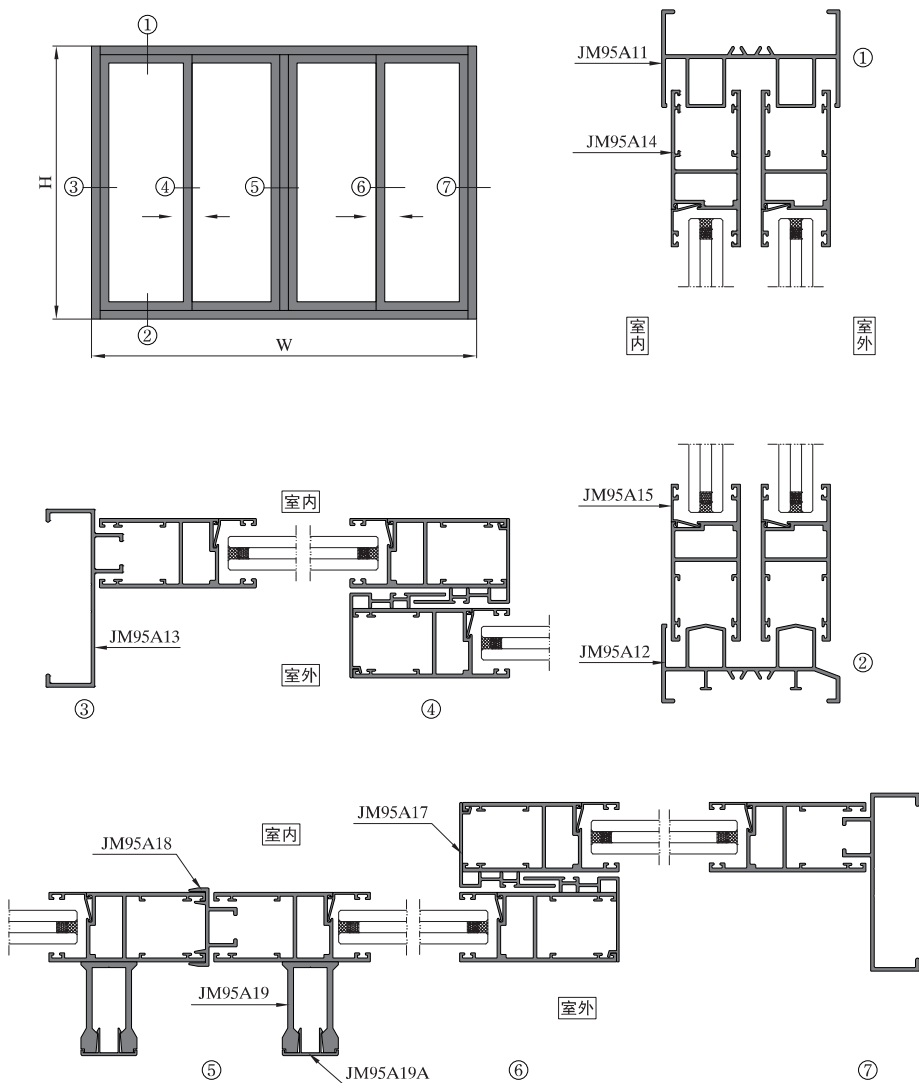 ①
H
③
④
⑤
⑥
⑦
②
W
JM95A11
①
JM95A14
室内
室外
室内
JM95A13
室外
③
④
JM95A15
JM95A12
②
JM95A18
室内
JM95A17
JM95A19
室外
JM95A19A
⑤
⑥
⑦